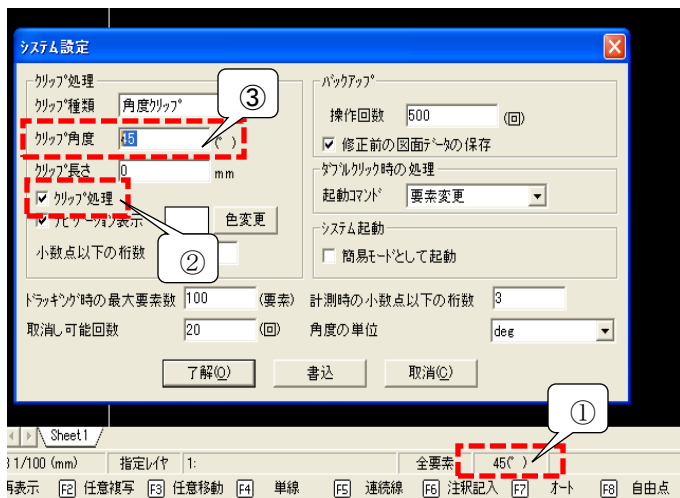 システム設定
クリップ処理
クリップ種類 角度クリップ
クリップ角度 45 (°)
クリップ長さ 0 mm
クリップ処理
ナビゲーション表示 色変更
小数点以下の桁数
バックアップ
操作回数 500 (回)
修正前の図面データの保存
ダブルクリック時の処理
起動コマンド 要素変更
システム起動
簡易モードとして起動
ドラッキング時の最大要素数 100 (要素)
計測時の小数点以下の桁数 3
取消し可能回数 20 (回)
角度の単位 deg
了解(O) 書込 取消(C)
③
②
①
Sheet1
1/100 (mm) 指定レイヤ 1: 全要素 45(°)
再表示 F2 任意複写 F3 任意移動 F4 単線 F5 連続線 F6 注釈記入 F7 オート F8 自由点